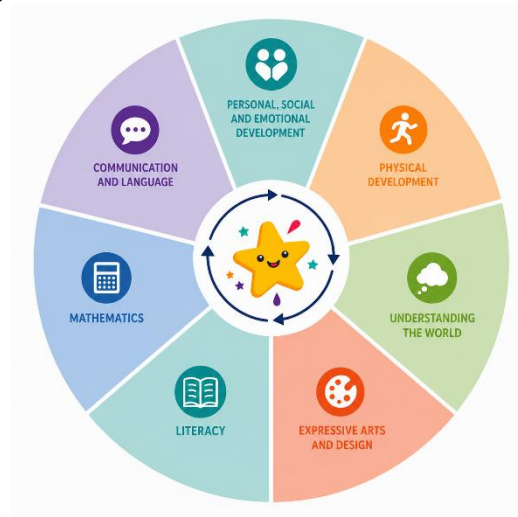 PERSONAL, SOCIAL
AND EMOTIONAL
DEVELOPMENT
PHYSICAL
DEVELOPMENT
UNDERSTANDING
THE WORLD
EXPRESSIVE ARTS
AND DESIGN
LITERACY
MATHEMATICS
COMMUNICATION
AND LANGUAGE